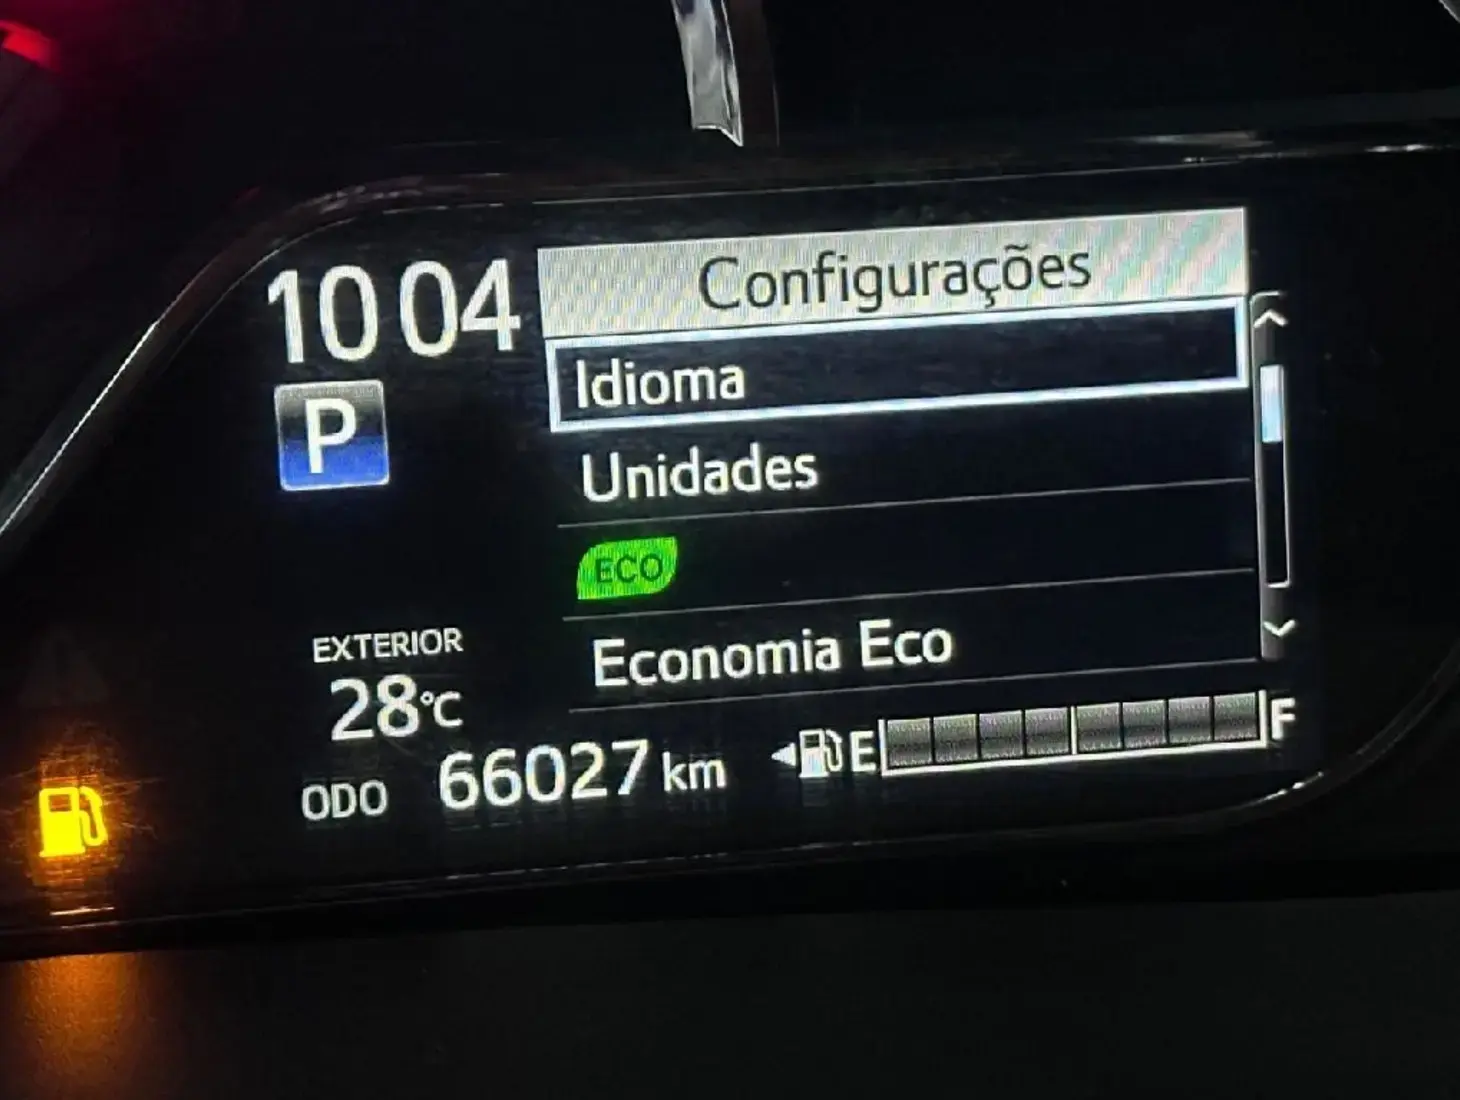 10 04
Configurações
Idioma
P
Unidades
ECO
EXTERIOR
Economia Eco
28°C
ODO 66027 km
E F